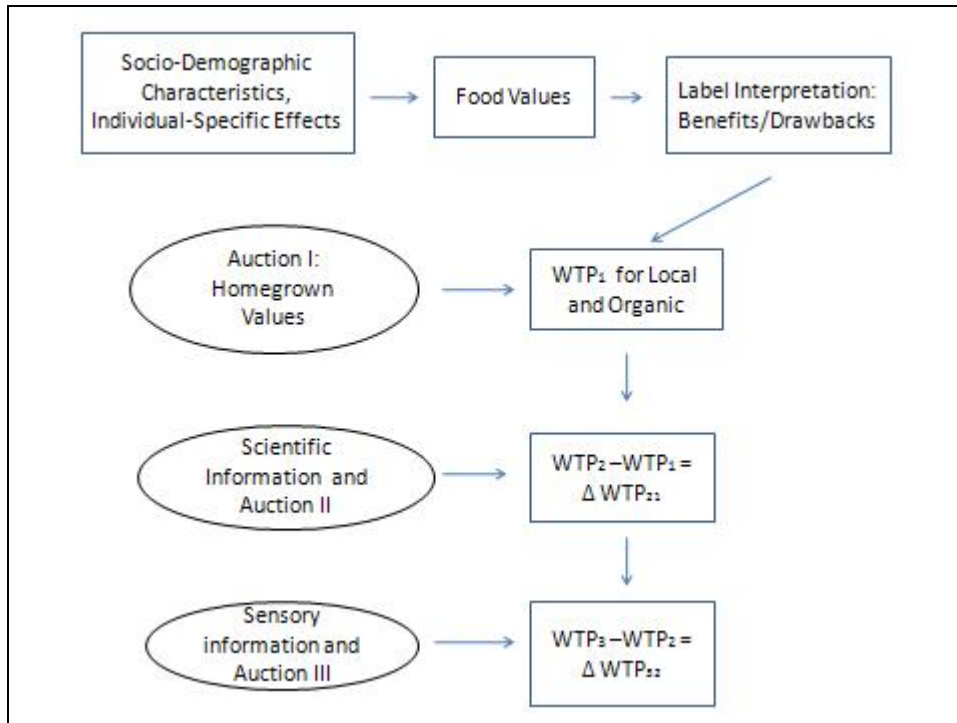 Socio-Demographic
Characteristics,
Individual-Specific Effects
Food Values
Label Interpretation:
Benefits/Drawbacks
Auction I:
Homegrown
Values
WTP₁ for Local
and Organic
Scientific
Information and
Auction II
WTP₂ –WTP₁ =
Δ WTP₂₁
Sensory
information and
Auction III
WTP₃ –WTP₂ =
Δ WTP₃₂